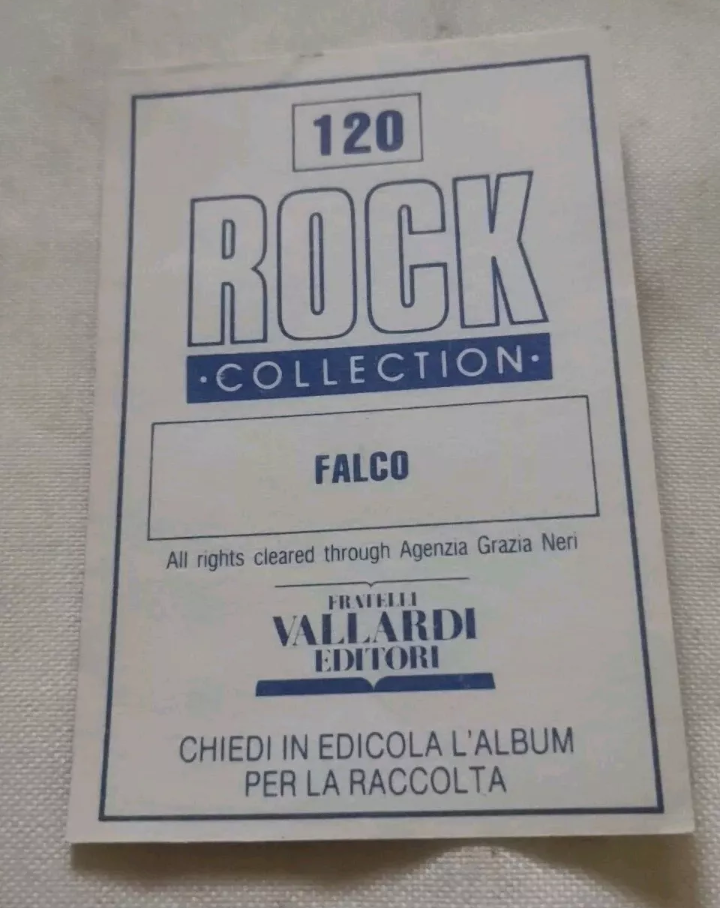 120
ROCK
·COLLECTION·
FALCO
All rights cleared through Agenzia Grazia Neri
FRATELLI
VALLARDI
EDITORI
CHIEDI IN EDICOLA L'ALBUM
PER LA RACCOLTA